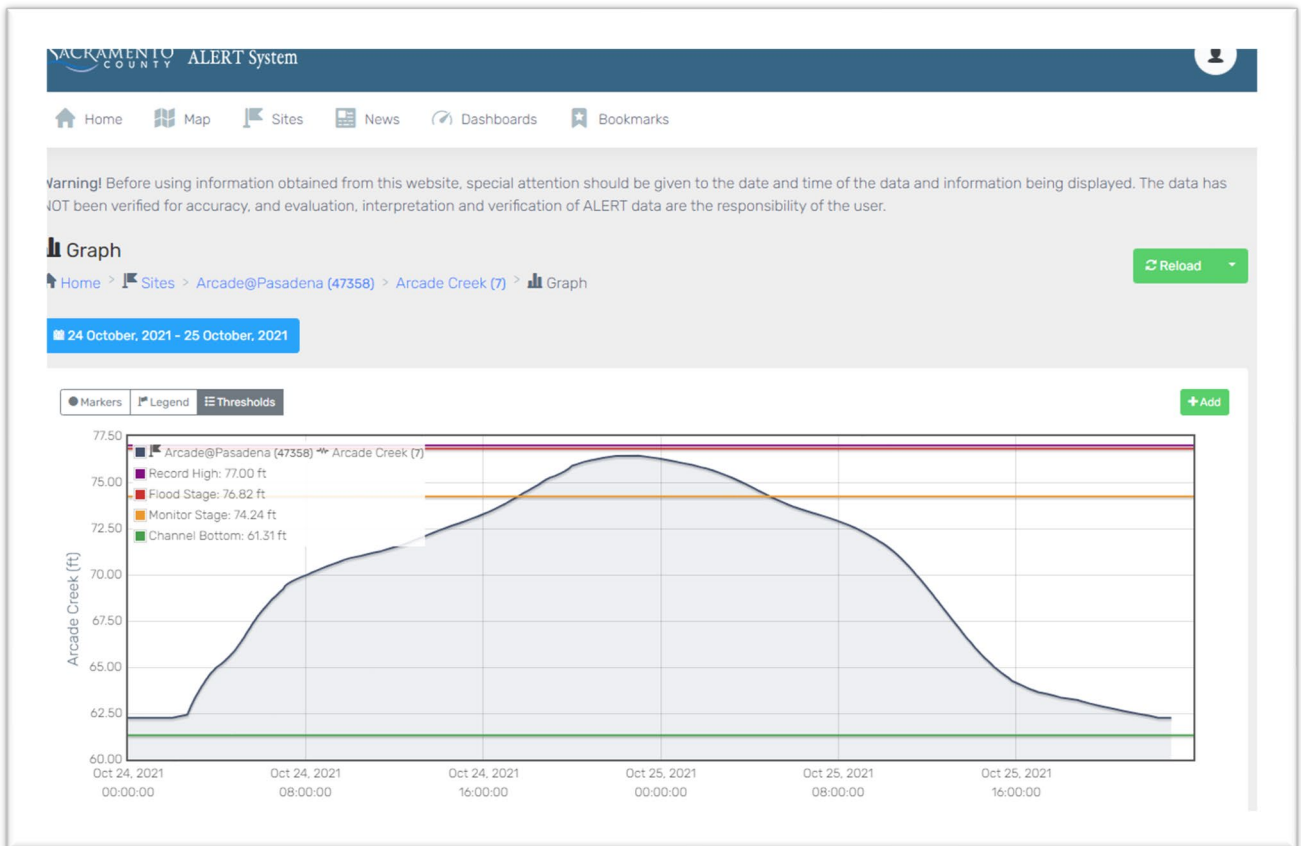 SACRAMENTO
COUNTY
ALERT System
Home Map Sites News Dashboards Bookmarks
Warning! Before using information obtained from this website, special attention should be given to the date and time of the data and information being displayed. The data has
NOT been verified for accuracy, and evaluation, interpretation and verification of ALERT data are the responsibility of the user.
Graph
Reload
Home > Sites > Arcade@Pasadena (47358) > Arcade Creek (7) > Graph
24 October, 2021 - 25 October, 2021
Markers Legend Thresholds
+ Add
77.50
Arcade@Pasadena (47358) Arcade Creek (7)
Record High: 77.00 ft
75.00
Flood Stage: 76.82 ft
Monitor Stage: 74.24 ft
72.50
Channel Bottom: 61.31 ft
Arcade Creek (ft)
70.00
67.50
65.00
62.50
60.00
Oct 24, 2021 Oct 24, 2021 Oct 24, 2021 Oct 25, 2021 Oct 25, 2021 Oct 25, 2021
00:00:00 08:00:00 16:00:00 00:00:00 08:00:00 16:00:00